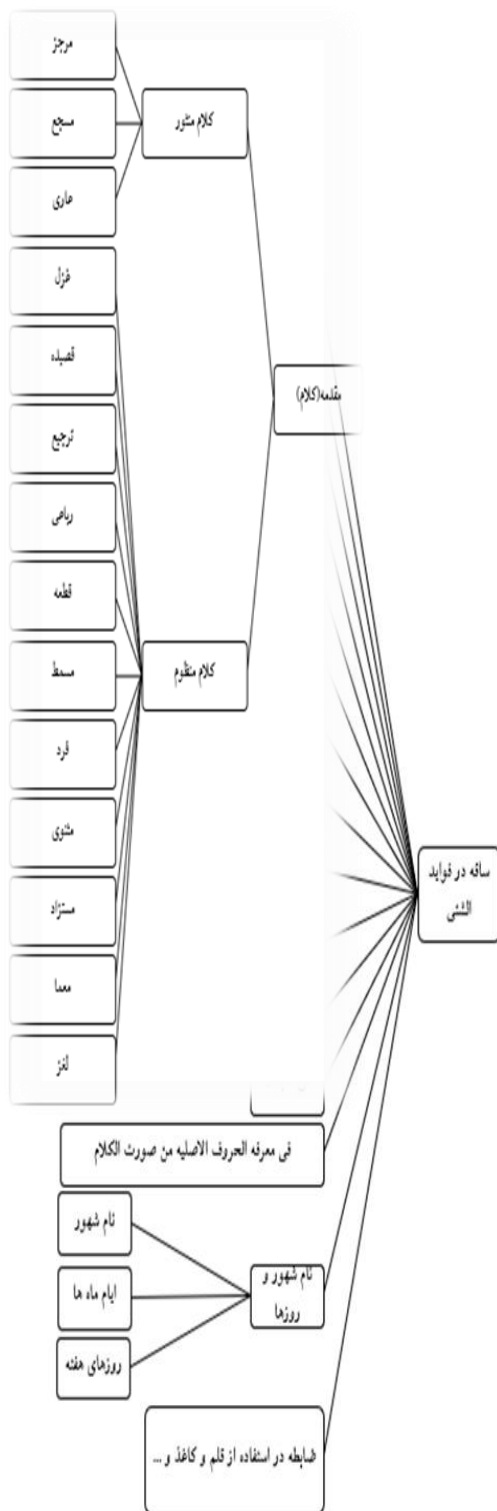 ساقه در فواید
الشتی
مقدمه(کلام)
کلام منثور
مرجز
مسجع
عاری
کلام منظوم
غزل
قصیده
ترجیع
رباعی
قطعه
مسمط
فرد
مثنوی
مستزاد
معما
لغز
فی معرفه الحروف الاصلیه من صورت الکلام
نام شهور و
روزها
نام شهور
ایام ماه ها
روزهای هفته
ضابطه در استفاده از قلم و کاغذ و ...